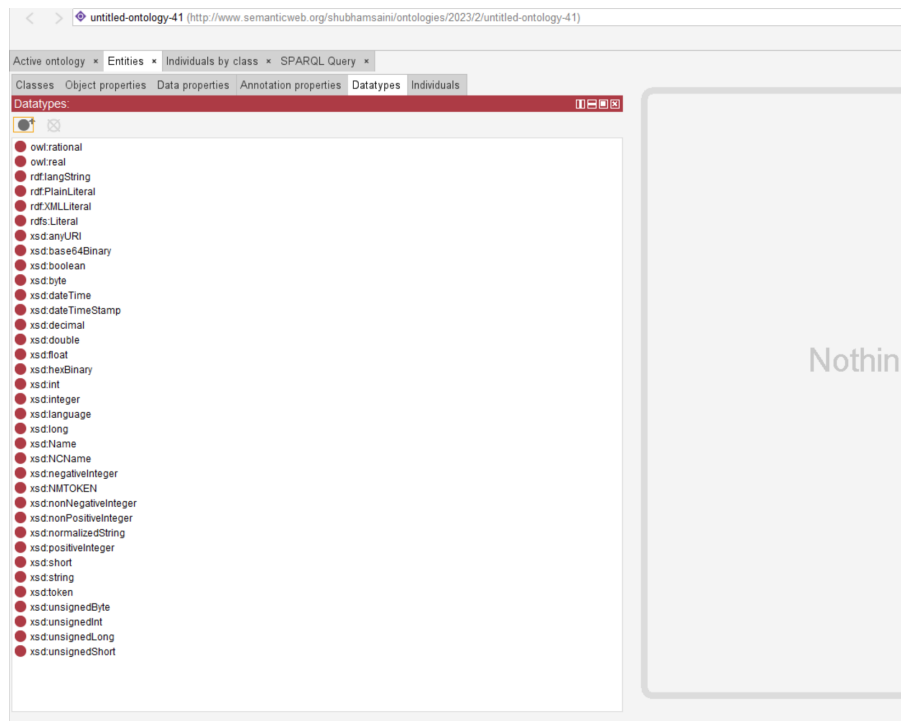 untitled-ontology-41 (http://www.semanticweb.org/shubhamsaini/ontologies/2023/2/untitled-ontology-41)
Active ontology × Entities × Individuals by class × SPARQL Query ×
Classes Object properties Data properties Annotation properties Datatypes Individuals
Datatypes:
owl:rational
owl:real
rdf:langString
rdf:PlainLiteral
rdf:XMLLiteral
rdfs:Literal
xsd:anyURI
xsd:base64Binary
xsd:boolean
xsd:byte
xsd:dateTime
xsd:dateTimeStamp
xsd:decimal
xsd:double
xsd:float
xsd:hexBinary
xsd:int
xsd:integer
xsd:language
xsd:long
xsd:Name
xsd:NCName
xsd:negativeInteger
xsd:NMTOKEN
xsd:nonNegativeInteger
xsd:nonPositiveInteger
xsd:normalizedString
xsd:positiveInteger
xsd:short
xsd:string
xsd:token
xsd:unsignedByte
xsd:unsignedInt
xsd:unsignedLong
xsd:unsignedShort
Nothin